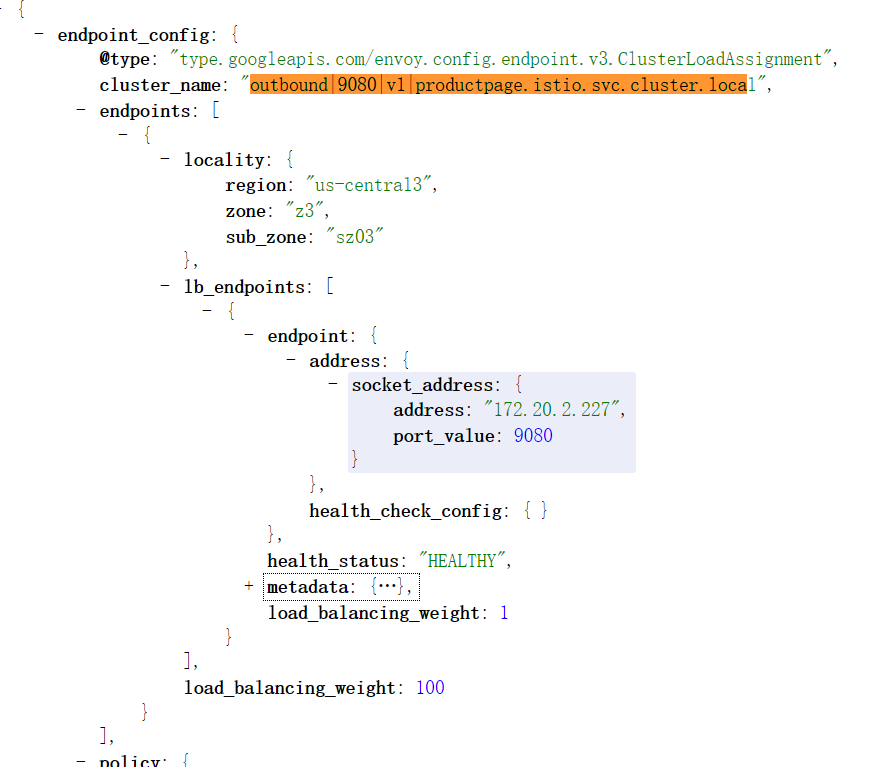 - {
- endpoint_config: {
@type: "type.googleapis.com/envoy.config.endpoint.v3.ClusterLoadAssignment",
cluster_name: "outbound|9080|v1|productpage.istio.svc.cluster.local",
- endpoints: [
- {
- locality: {
region: "us-central3",
zone: "z3",
sub_zone: "sz03"
},
- lb_endpoints: [
- {
- endpoint: {
- address: {
- socket_address: {
address: "172.20.2.227",
port_value: 9080
}
},
health_check_config: { }
},
health_status: "HEALTHY",
+ metadata: {…},
load_balancing_weight: 1
}
],
load_balancing_weight: 100
}
],
- policy: {